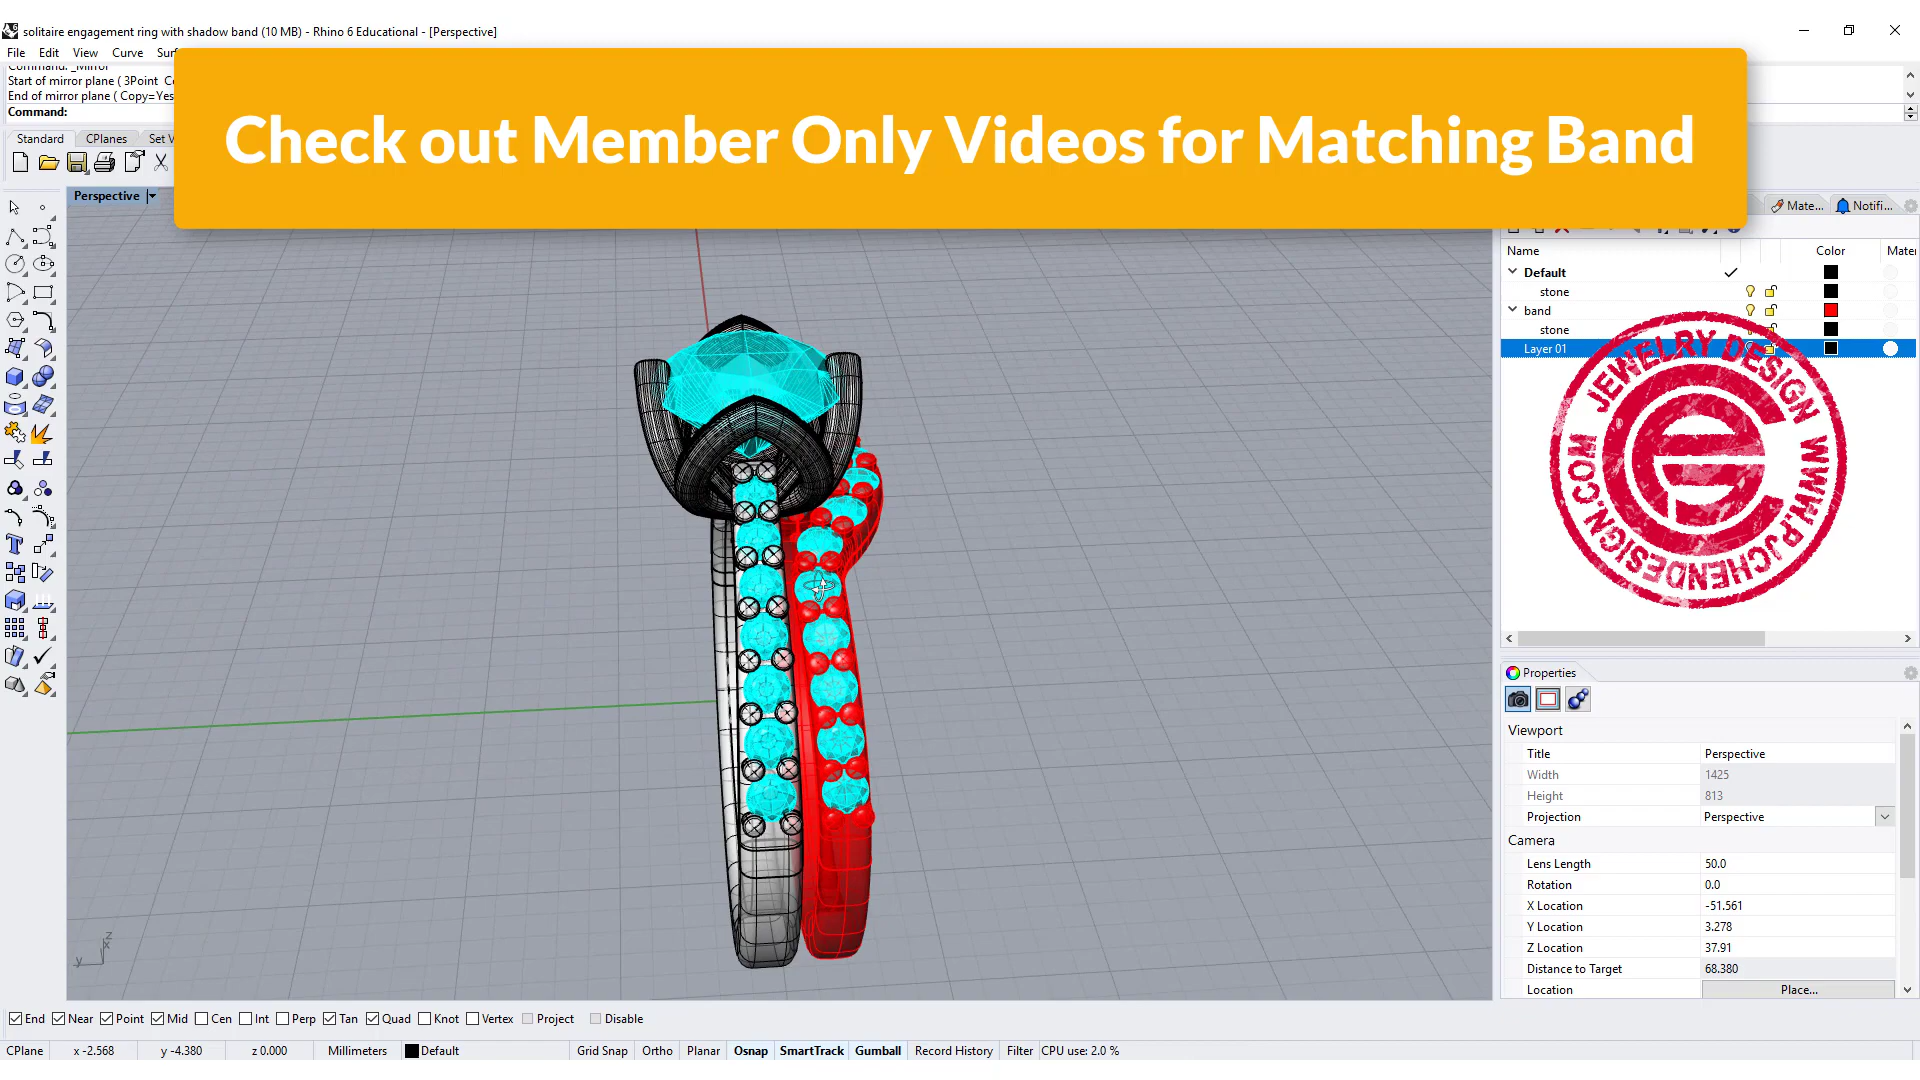 solitaire engagement ring with shadow band (10 MB) - Rhino 6 Educational - [Perspective]
File Edit View Curve
Command: _Mirror
Start of mirror plane ( 3Point
End of mirror plane ( Copy=Yes
Command:
Check out Member Only Videos for Matching Band
Standard CPlanes Set V
Perspective
Mate... Notifi...
Name Color Mater
Default
stone
band
stone
Layer 01
JEWELRY DESIGN WWW.PJCHENDESIGN.COM
Properties
Viewport
Title Perspective
Width 1425
Height 813
Projection Perspective
Camera
Lens Length 50.0
Rotation 0.0
X Location -51.561
Y Location 3.278
Z Location 37.91
Distance to Target 68.380
Location Place...
z
x
y
End Near Point Mid Cen Int Perp Tan Quad Knot Vertex Project Disable
CPlane x -2.568 y -4.380 z 0.000 Millimeters Default Grid Snap Ortho Planar Osnap SmartTrack Gumball Record History Filter CPU use: 2.0 %